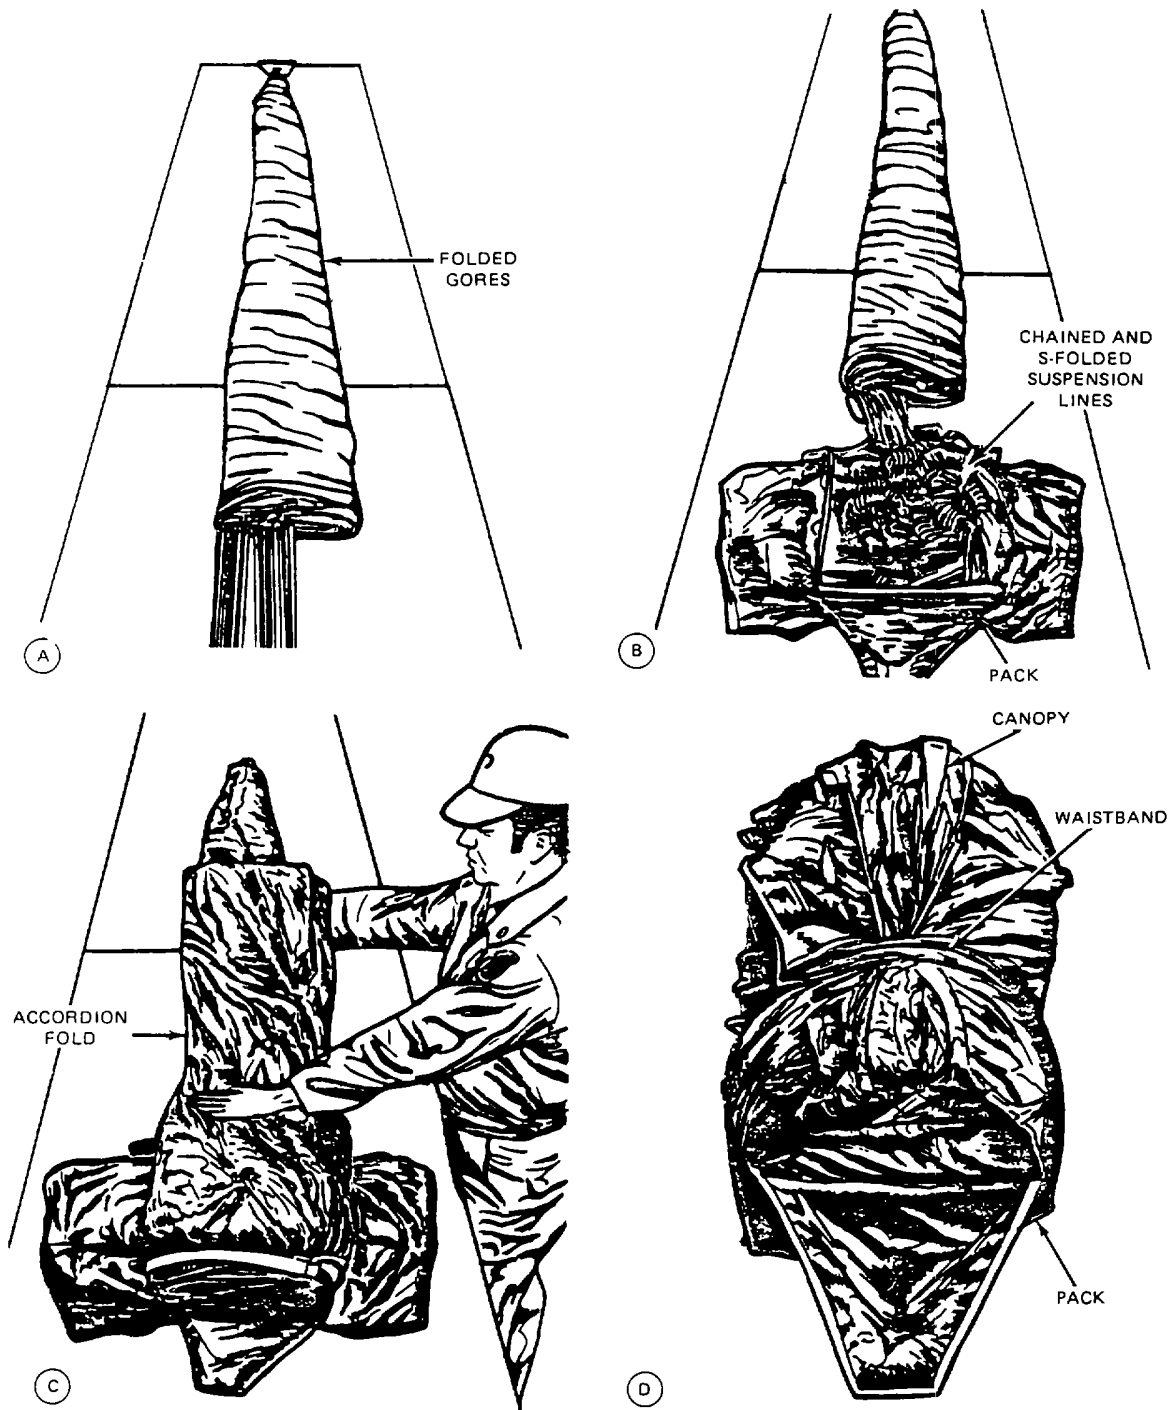 FOLDED
GORES
A
CHAINED AND
S-FOLDED
SUSPENSION
LINES
PACK
B
ACCORDION
FOLD
C
CANOPY
WAISTBAND
PACK
D